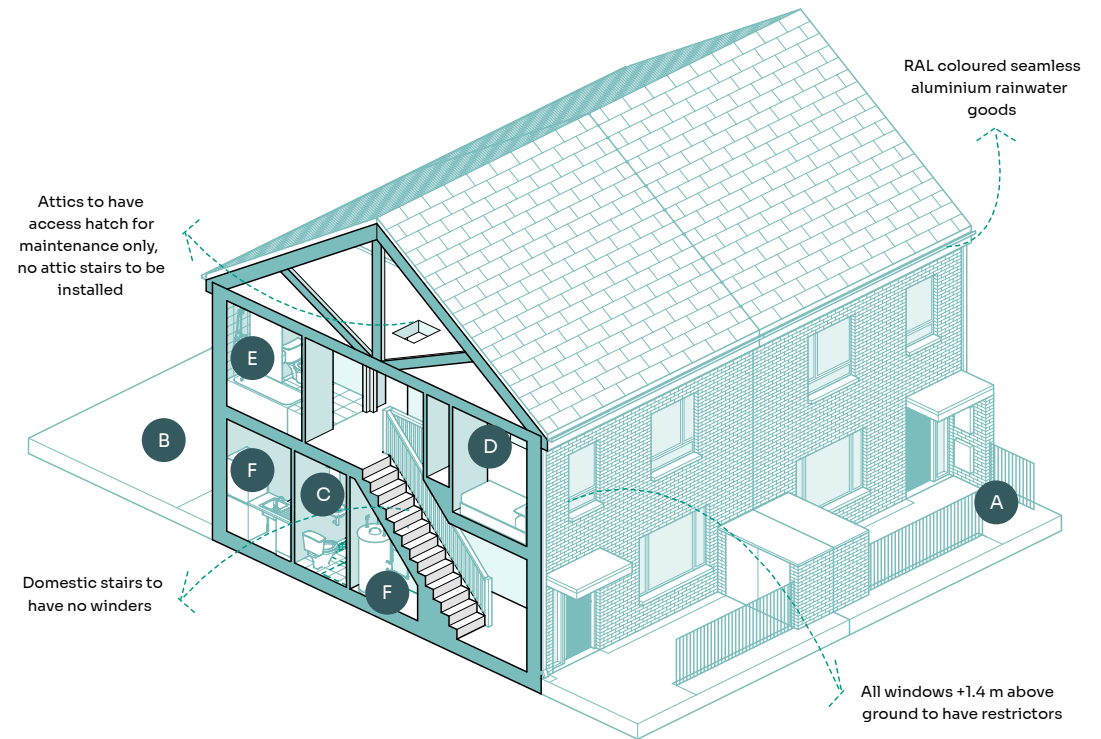 RAL coloured seamless
aluminium rainwater
goods
Attics to have
access hatch for
maintenance only,
no attic stairs to be
installed
E
B
D
F
C
A
Domestic stairs to
have no winders
F
All windows +1.4 m above
ground to have restrictors